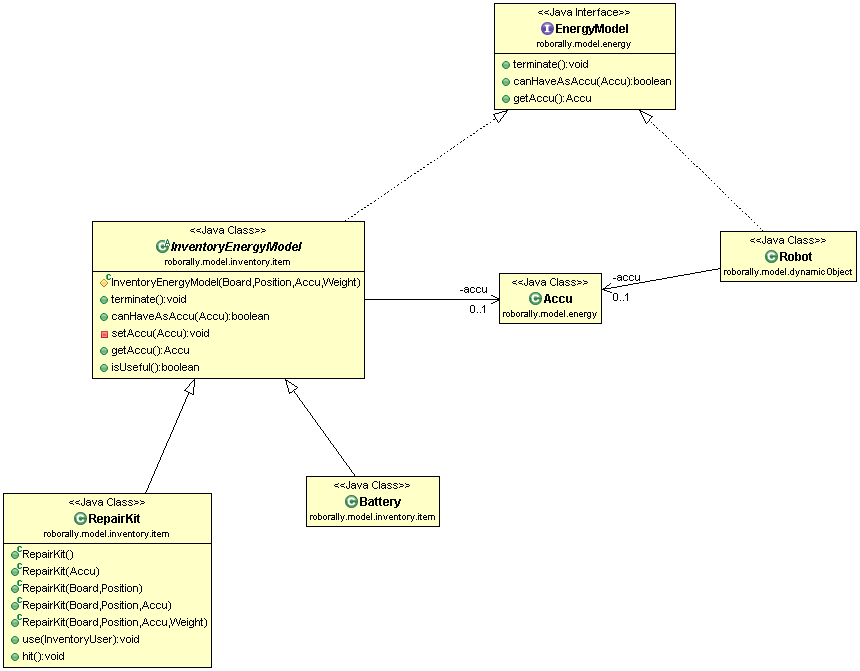 <<Java Interface>>
EnergyModel
roborally.model.energy
terminate():void
canHaveAsAccu(Accu):boolean
getAccu():Accu
<<Java Class>>
InventoryEnergyModel
roborally.model.inventory.item
InventoryEnergyModel(Board,Position,Accu,Weight)
terminate():void
canHaveAsAccu(Accu):boolean
setAccu(Accu):void
getAccu():Accu
isUseful():boolean
-accu
0..1
<<Java Class>>
Accu
roborally.model.energy
-accu
0..1
<<Java Class>>
Robot
roborally.model.dynamicObject
<<Java Class>>
RepairKit
roborally.model.inventory.item
RepairKit()
RepairKit(Accu)
RepairKit(Board,Position)
RepairKit(Board,Position,Accu)
RepairKit(Board,Position,Accu,Weight)
use(InventoryUser):void
hit():void
<<Java Class>>
Battery
roborally.model.inventory.item